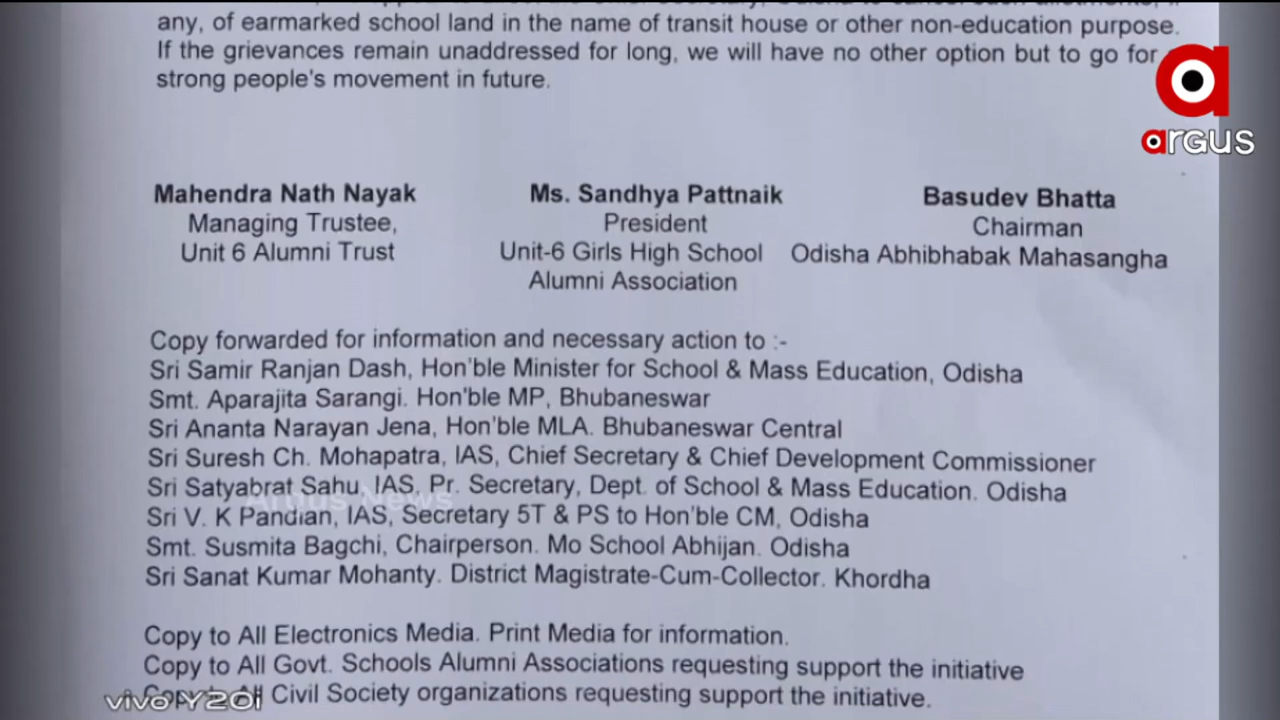 any, of earmarked school land in the name of transit house or other non-education purpose.
If the grievances remain unaddressed for long, we will have no other option but to go for
strong people's movement in future.
argus
Mahendra Nath Nayak
Managing Trustee,
Unit 6 Alumni Trust
Ms. Sandhya Pattnaik
President
Unit-6 Girls High School
Alumni Association
Basudev Bhatta
Chairman
Odisha Abhibhabak Mahasangha
Copy forwarded for information and necessary action to :-
Sri Samir Ranjan Dash, Hon'ble Minister for School & Mass Education, Odisha
Smt. Aparajita Sarangi. Hon'ble MP, Bhubaneswar
Sri Ananta Narayan Jena, Hon'ble MLA. Bhubaneswar Central
Sri Suresh Ch. Mohapatra, IAS, Chief Secretary & Chief Development Commissioner
Sri Satyabrat Sahu, IAS, Pr. Secretary, Dept. of School & Mass Education. Odisha
Argus News
Sri V. K Pandian, IAS, Secretary 5T & PS to Hon'ble CM, Odisha
Smt. Susmita Bagchi, Chairperson. Mo School Abhijan. Odisha
Sri Sanat Kumar Mohanty. District Magistrate-Cum-Collector. Khordha
Copy to All Electronics Media. Print Media for information.
Copy to All Govt. Schools Alumni Associations requesting support the initiative
Copy to All Civil Society organizations requesting support the initiative.
vivo Y20i